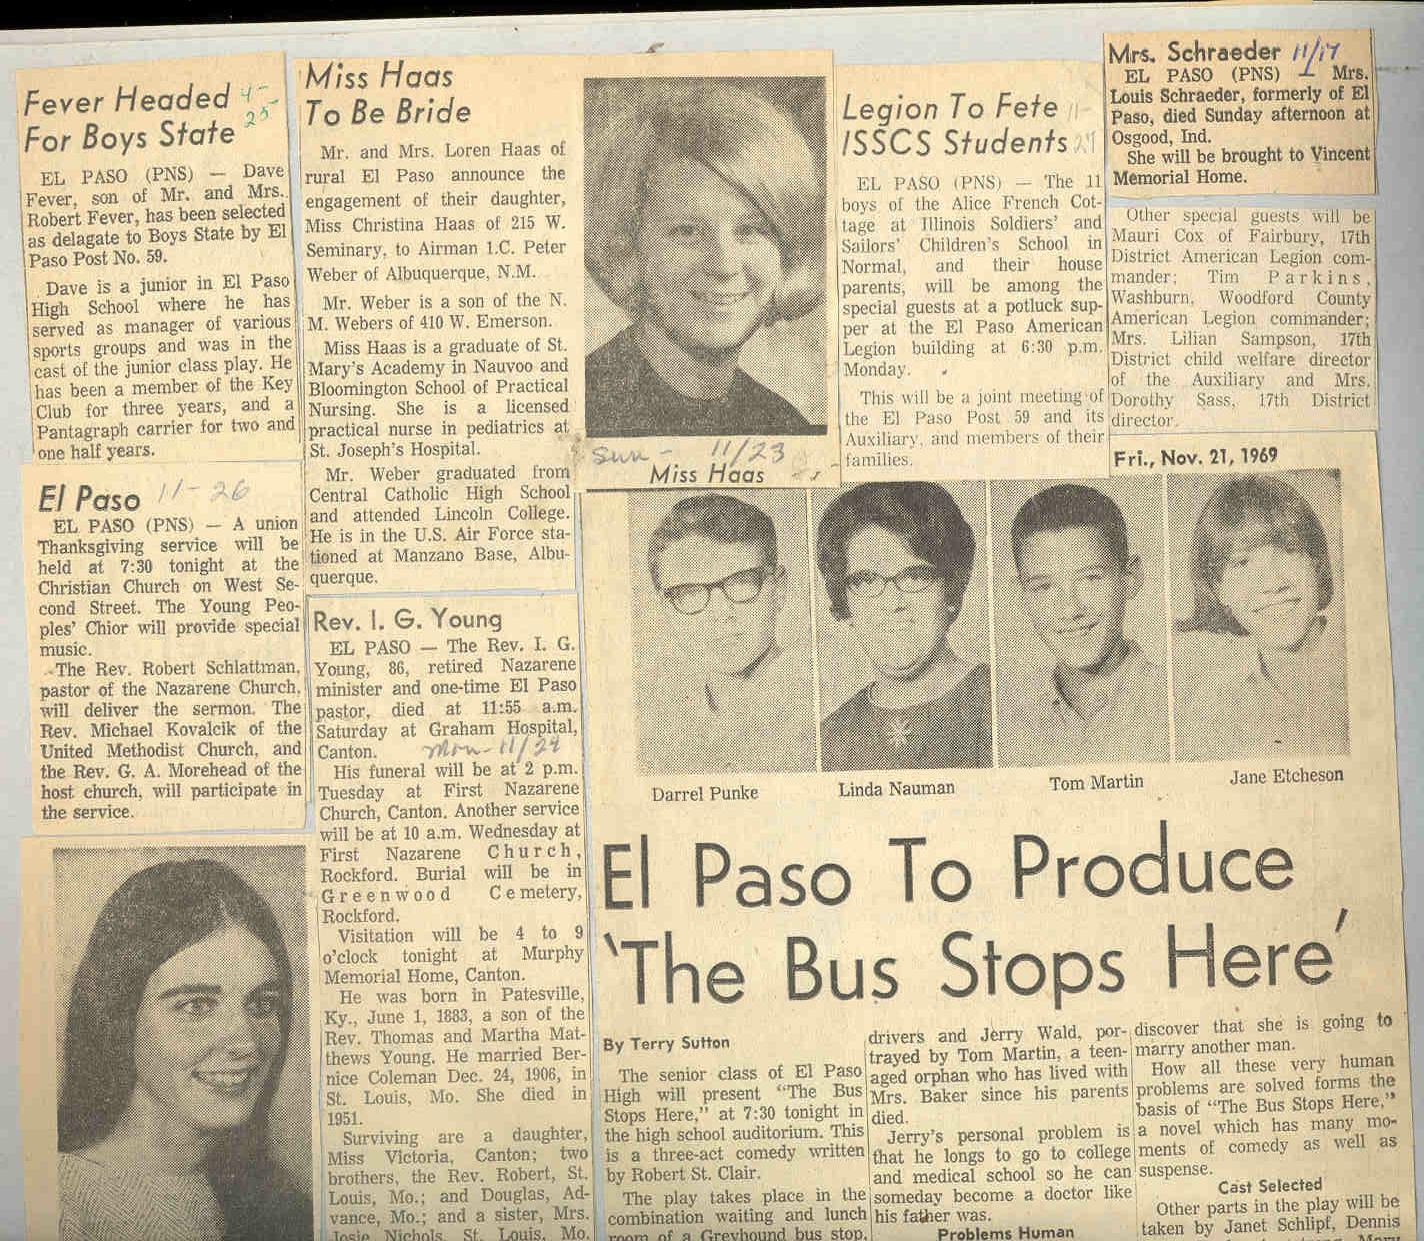 Fever Headed 4-
For Boys State 25
EL PASO (PNS) — Dave
Fever, son of Mr. and Mrs.
Robert Fever, has been selected
as delagate to Boys State by El
Paso Post No. 59.
Dave is a junior in El Paso
High School where he has
served as manager of various
sports groups and was in the
cast of the junior class play. He
has been a member of the Key
Club for three years, and a
Pantagraph carrier for two and
one half years.
El Paso 11-26
EL PASO (PNS) — A union
Thanksgiving service will be
held at 7:30 tonight at the
Christian Church on West Se-
cond Street. The Young Peo-
ples' Chior will provide special
music.
The Rev. Robert Schlattman,
pastor of the Nazarene Church,
will deliver the sermon. The
Rev. Michael Kovalcik of the
United Methodist Church, and
the Rev. G. A. Morehead of the
host church, will participate in
the service.
Miss Haas
To Be Bride
Mr. and Mrs. Loren Haas of
rural El Paso announce the
engagement of their daughter,
Miss Christina Haas of 215 W.
Seminary, to Airman 1.C. Peter
Weber of Albuquerque, N.M.
Mr. Weber is a son of the N.
M. Webers of 410 W. Emerson.
Miss Haas is a graduate of St.
Mary's Academy in Nauvoo and
Bloomington School of Practical
Nursing. She is a licensed
practical nurse in pediatrics at
St. Joseph's Hospital.
Mr. Weber graduated from
Central Catholic High School
and attended Lincoln College.
He is in the U.S. Air Force sta-
tioned at Manzano Base, Albu-
querque.
Sun - 11/23
Miss Haas
Rev. I. G. Young
EL PASO — The Rev. I. G.
Young, 86, retired Nazarene
minister and one-time El Paso
pastor, died at 11:55 a.m.
Saturday at Graham Hospital,
Canton. Mon-11/24
His funeral will be at 2 p.m.
Tuesday at First Nazarene
Church, Canton. Another service
will be at 10 a.m. Wednesday at
First Nazarene Church,
Rockford. Burial will be in
Greenwood Cemetery,
Rockford.
Visitation will be 4 to 9
o'clock tonight at Murphy
Memorial Home, Canton.
He was born in Patesville,
Ky., June 1, 1883, a son of the
Rev. Thomas and Martha Mat-
thews Young. He married Ber-
nice Coleman Dec. 24, 1906, in
St. Louis, Mo. She died in
1951.
Surviving are a daughter,
Miss Victoria, Canton; two
brothers, the Rev. Robert, St.
Louis, Mo.; and Douglas, Ad-
vance, Mo.; and a sister, Mrs.
Josie Nichols, St. Louis, Mo.
Legion To Fete 11-
ISSCS Students
EL PASO (PNS) — The 11
boys of the Alice French Cot-
tage at Illinois Soldiers' and
Sailors' Children's School in
Normal, and their house
parents, will be among the
special guests at a potluck sup-
per at the El Paso American
Legion building at 6:30 p.m.
Monday.
This will be a joint meeting of
the El Paso Post 59 and its
Auxiliary, and members of their
families.
Mrs. Schraeder 11/17
EL PASO (PNS) — Mrs.
Louis Schraeder, formerly of El
Paso, died Sunday afternoon at
Osgood, Ind.
She will be brought to Vincent
Memorial Home.
Other special guests will be
Mauri Cox of Fairbury, 17th
District American Legion com-
mander; Tim Parkins,
Washburn, Woodford County
American Legion commander;
Mrs. Lilian Sampson, 17th
District child welfare director
of the Auxiliary and Mrs.
Dorothy Sass, 17th District
director.
Fri., Nov. 21, 1969
Darrel Punke Linda Nauman Tom Martin Jane Etcheson
El Paso To Produce
'The Bus Stops Here'
By Terry Sutton
The senior class of El Paso
High will present "The Bus
Stops Here," at 7:30 tonight in
the high school auditorium. This
is a three-act comedy written
by Robert St. Clair.
The play takes place in the
combination waiting and lunch
room of a Greyhound bus stop.
drivers and Jerry Wald, por-
trayed by Tom Martin, a teen-
aged orphan who has lived with
Mrs. Baker since his parents
died.
Jerry's personal problem is
that he longs to go to college
and medical school so he can
someday become a doctor like
his father was.
Problems Human
discover that she is going to
marry another man.
How all these very human
problems are solved forms the
basis of "The Bus Stops Here,"
a novel which has many mo-
ments of comedy as well as
suspense.
Cast Selected
Other parts in the play will be
taken by Janet Schlipf, Dennis